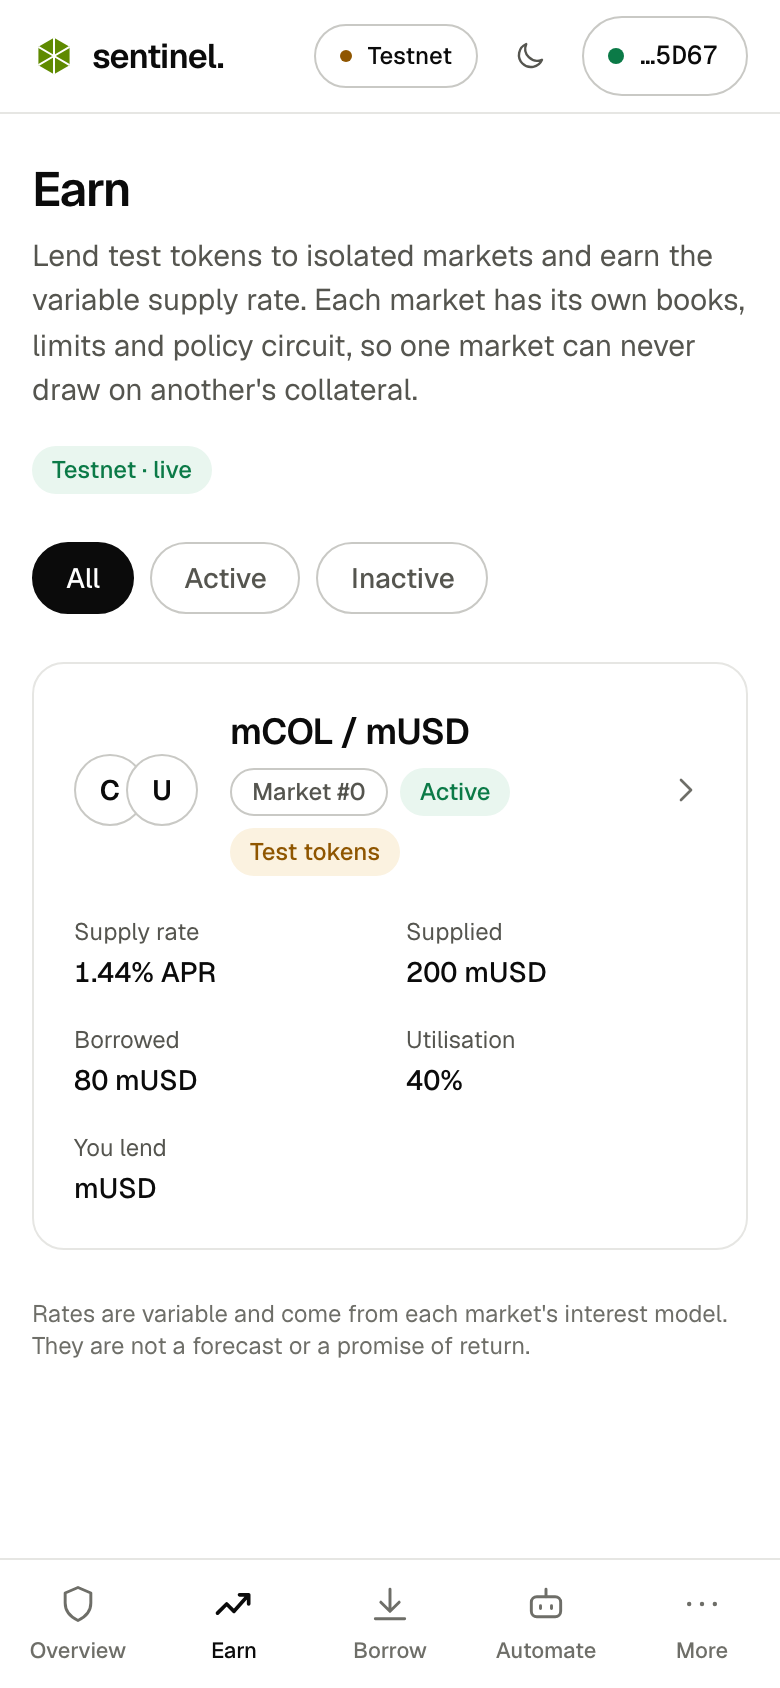 sentinel.
Testnet
...5D67
Earn
Lend test tokens to isolated markets and earn the
variable supply rate. Each market has its own books,
limits and policy circuit, so one market can never
draw on another's collateral.
Testnet · live
All
Active
Inactive
C
U
mCOL / mUSD
Market #0
Active
Test tokens
Supply rate
Supplied
1.44% APR
200 mUSD
Borrowed
Utilisation
80 mUSD
40%
You lend
mUSD
Rates are variable and come from each market's interest model.
They are not a forecast or a promise of return.
Overview
Earn
Borrow
Automate
More